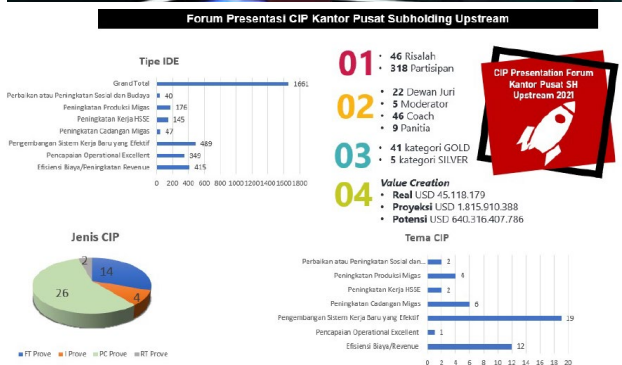 Forum Presentasi CIP Kantor Pusat Subholding Upstream
Tipe IDE
Grand Total 1661
Perbaikan atau Peningkatan Sosial dan Budaya 40
Peningkatan Produksi Migas 176
Peningkatan Kerja HSSE 145
Peningkatan Cadangan Migas 47
Pengembangan Sistem Kerja Baru yang Efektif 489
Pencapaian Operational Excellent 349
Efisiensi Biaya/Peningkatan Revenue 415
0 200 400 600 800 1000 1200 1400 1600 1800
01
• 46 Risalah
• 318 Partisipan
02
• 22 Dewan Juri
• 5 Moderator
• 46 Coach
• 9 Panitia
03
• 41 kategori GOLD
• 5 kategori SILVER
04
Value Creation
• Real USD 45.118.179
• Proyeksi USD 1.815.910.388
• Potensi USD 640.316.407.786
CIP Presentation Forum
Kantor Pusat SH
Upstream 2021
Jenis CIP
2
14
4
26
FT Prove I Prove PC Prove RT Prove
Tema CIP
Perbaikan atau Peningkatan Sosial dan... 2
Peningkatan Produksi Migas 4
Peningkatan Kerja HSSE 2
Peningkatan Cadangan Migas 6
Pengembangan Sistem Kerja Baru yang Efektif 19
Pencapaian Operational Excellent 1
Efisiensi Biaya/Revenue 12
0 2 4 6 8 10 12 14 16 18 20